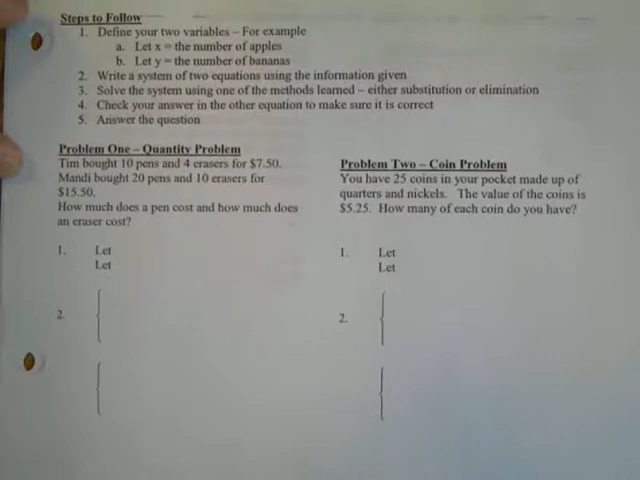 Steps to Follow
1. Define your two variables – For example
a. Let x = the number of apples
b. Let y = the number of bananas
2. Write a system of two equations using the information given
3. Solve the system using one of the methods learned – either substitution or elimination
4. Check your answer in the other equation to make sure it is correct
5. Answer the question
Problem One – Quantity Problem
Tim bought 10 pens and 4 erasers for $7.50.
Mandi bought 20 pens and 10 erasers for
$15.50.
How much does a pen cost and how much does
an eraser cost?
1. Let
Let
2.
Problem Two – Coin Problem
You have 25 coins in your pocket made up of
quarters and nickels. The value of the coins is
$5.25. How many of each coin do you have?
1. Let
Let
2.